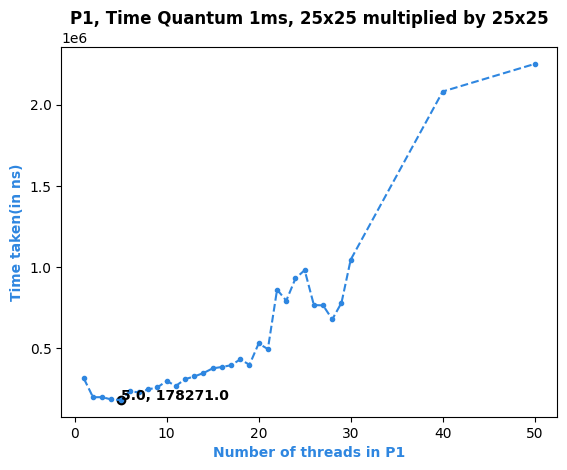 P1, Time Quantum 1ms, 25x25 multiplied by 25x25
1e6
2.0
1.5
1.0
0.5
Time taken(in ns)
5.0, 178271.0
0 10 20 30 40 50
Number of threads in P1